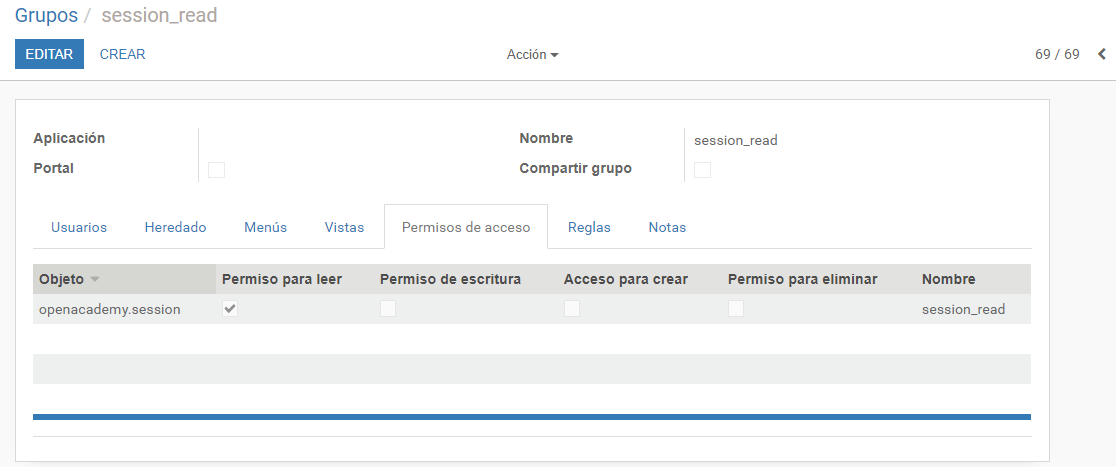 Grupos / session_read
EDITAR CREAR Acción 69 / 69
Aplicación Nombre session_read
Portal Compartir grupo
Usuarios Heredado Menús Vistas Permisos de acceso Reglas Notas
Objeto Permiso para leer Permiso de escritura Acceso para crear Permiso para eliminar Nombre
openacademy.session session_read